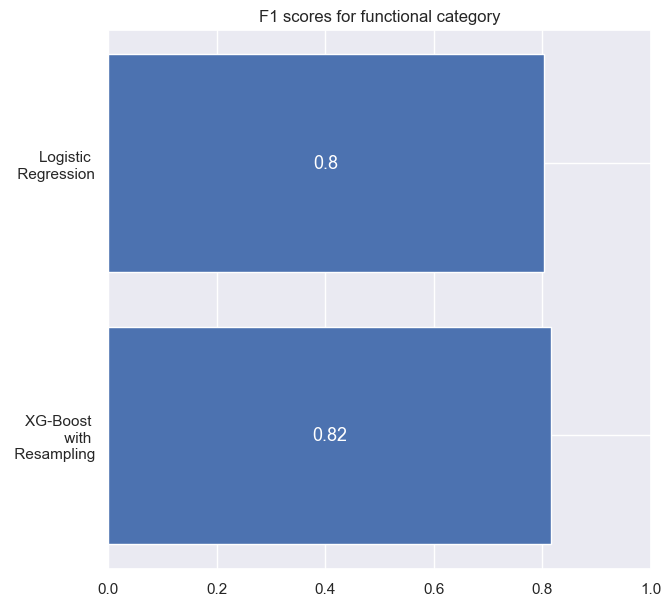 F1 scores for functional category
Logistic
Regression
0.8
XG-Boost
with
Resampling
0.82
0.0
0.2
0.4
0.6
0.8
1.0